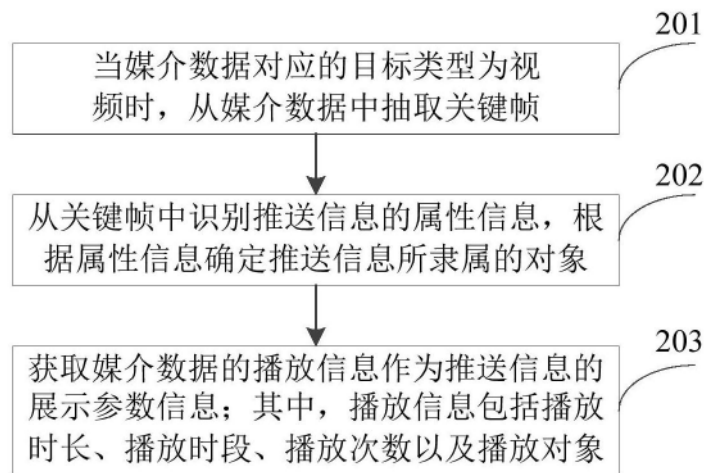 201
当媒介数据对应的目标类型为视
频时，从媒介数据中抽取关键帧
202
从关键帧中识别推送信息的属性信息，根
据属性信息确定推送信息所隶属的对象
203
获取媒介数据的播放信息作为推送信息的
展示参数信息；其中，播放信息包括播放
时长、播放时段、播放次数以及播放对象